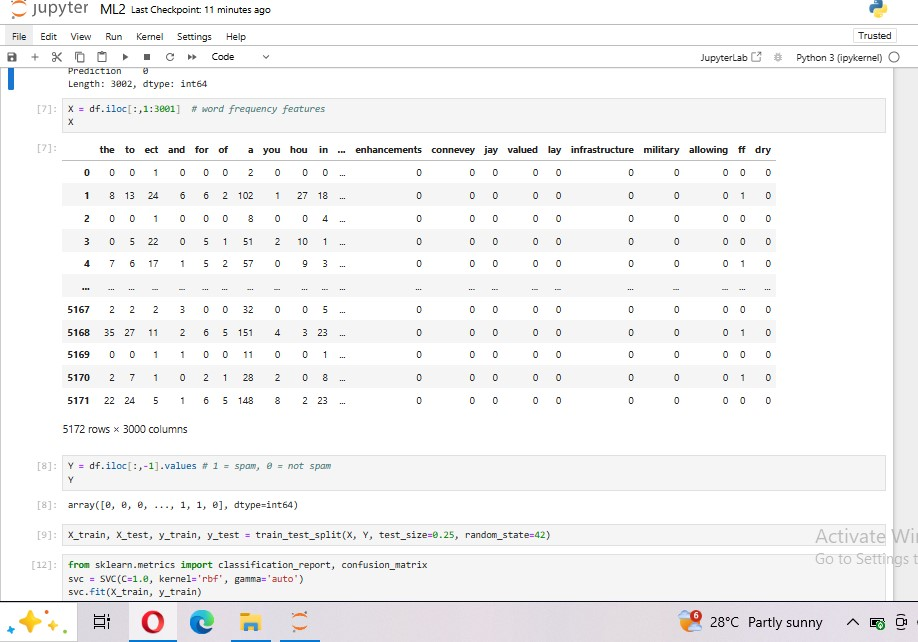 jupyter ML2 Last Checkpoint: 11 minutes ago
File Edit View Run Kernel Settings Help Trusted
Code JupyterLab Python 3 (ipykernel)
Prediction 0
Length: 3002, dtype: int64
[7]: X = df.iloc[:,1:3001] # word frequency features
X
[7]:
the to ect and for of a you hou in ... enhancements connevey jay valued lay infrastructure military allowing ff dry
0 0 0 1 0 0 0 2 0 0 0 ... 0 0 0 0 0 0 0 0 0 0
1 8 13 24 6 6 2 102 1 27 18 ... 0 0 0 0 0 0 0 0 1 0
2 0 0 1 0 0 0 8 0 0 4 ... 0 0 0 0 0 0 0 0 0 0
3 0 5 22 0 5 1 51 2 10 1 ... 0 0 0 0 0 0 0 0 0 0
4 7 6 17 1 5 2 57 0 9 3 ... 0 0 0 0 0 0 0 0 1 0
... ... ... ... ... ... ... ... ... ... ... ... ... ... ... ... ... ... ... ... ... ...
5167 2 2 2 3 0 0 32 0 0 5 ... 0 0 0 0 0 0 0 0 0 0
5168 35 27 11 2 6 5 151 4 3 23 ... 0 0 0 0 0 0 0 0 1 0
5169 0 0 1 1 0 0 11 0 0 1 ... 0 0 0 0 0 0 0 0 0 0
5170 2 7 1 0 2 1 28 2 0 8 ... 0 0 0 0 0 0 0 0 1 0
5171 22 24 5 1 6 5 148 8 2 23 ... 0 0 0 0 0 0 0 0 0 0
5172 rows × 3000 columns
[8]: Y = df.iloc[:,-1].values # 1 = spam, 0 = not spam
Y
[8]: array([0, 0, 0, ..., 1, 1, 0], dtype=int64)
[9]: X_train, X_test, y_train, y_test = train_test_split(X, Y, test_size=0.25, random_state=42)
Activate Wi
Go to Settings t
[12]: from sklearn.metrics import classification_report, confusion_matrix
svc = SVC(C=1.0, kernel='rbf', gamma='auto')
svc.fit(X_train, y_train)
6 28°C Partly sunny